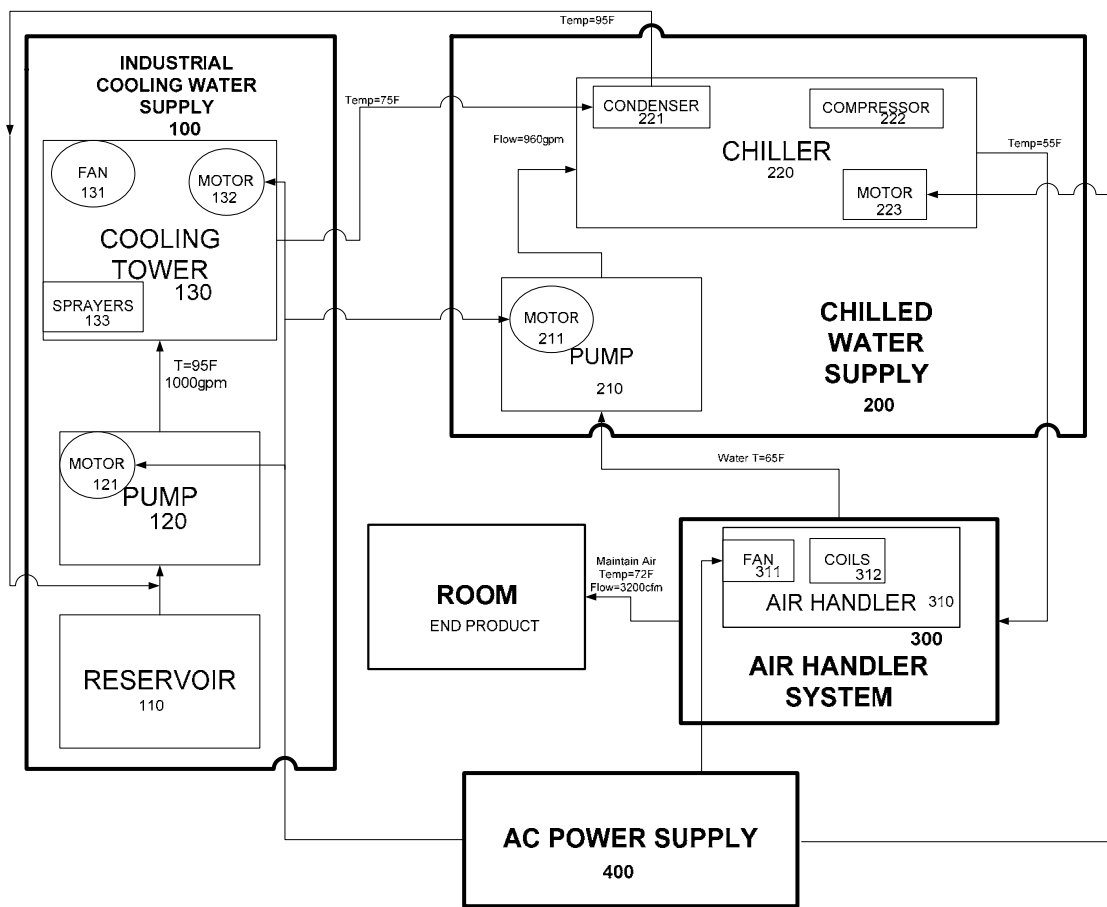 Temp=95F
INDUSTRIAL
COOLING WATER
SUPPLY
100
Temp=75F
FAN
131
MOTOR
132
COOLING
TOWER
130
SPRAYERS
133
T=95F
1000gpm
MOTOR
121
PUMP
120
RESERVOIR
110
CONDENSER
221
COMPRESSOR
222
Flow=960gpm
CHILLER
220
MOTOR
223
Temp=55F
MOTOR
211
PUMP
210
CHILLED
WATER
SUPPLY
200
Water T=65F
ROOM
END PRODUCT
Maintain Air
Temp=72F
Flow=3200cfm
FAN
311
COILS
312
AIR HANDLER 310
300
AIR HANDLER
SYSTEM
AC POWER SUPPLY
400